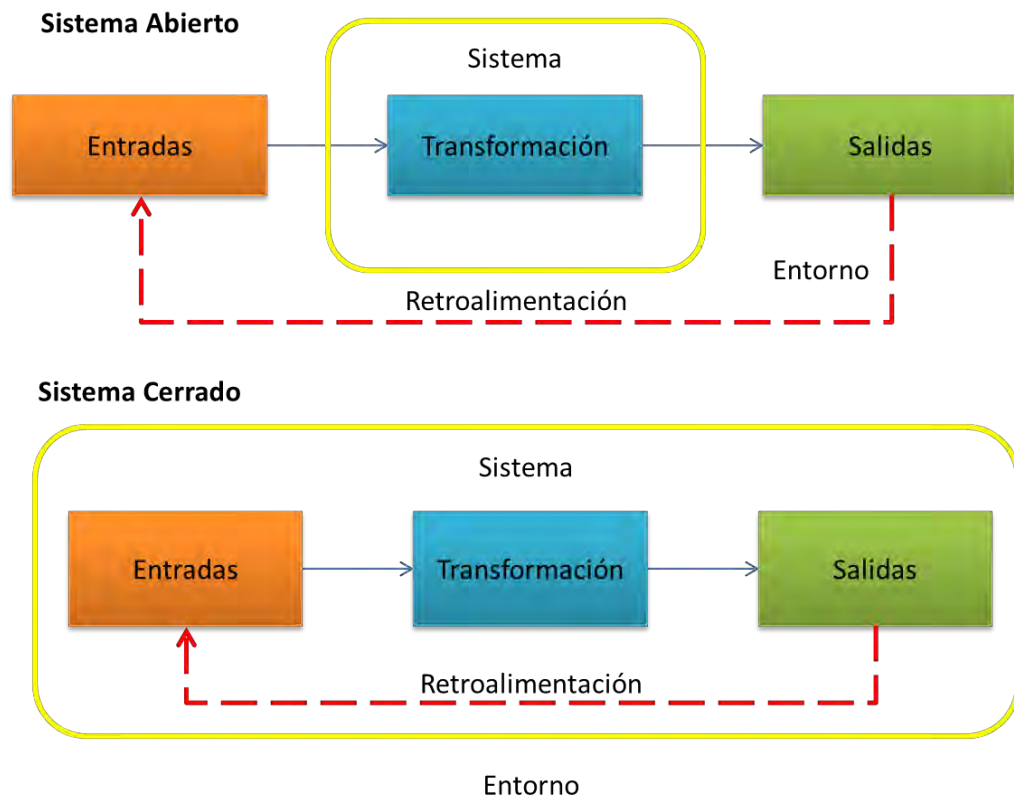 Sistema Abierto
Sistema
Entradas
Transformación
Salidas
Entorno
Retroalimentación
Sistema Cerrado
Sistema
Entradas
Transformación
Salidas
Retroalimentación
Entorno